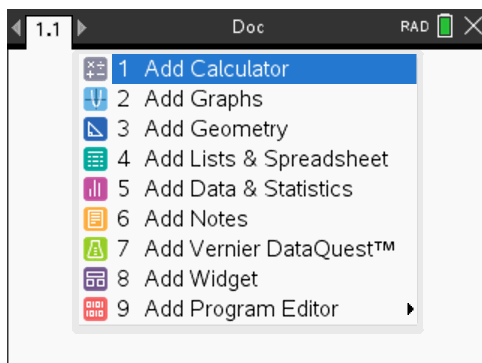 1.1 Doc RAD
1 Add Calculator
2 Add Graphs
3 Add Geometry
4 Add Lists & Spreadsheet
5 Add Data & Statistics
6 Add Notes
7 Add Vernier DataQuest™
8 Add Widget
9 Add Program Editor